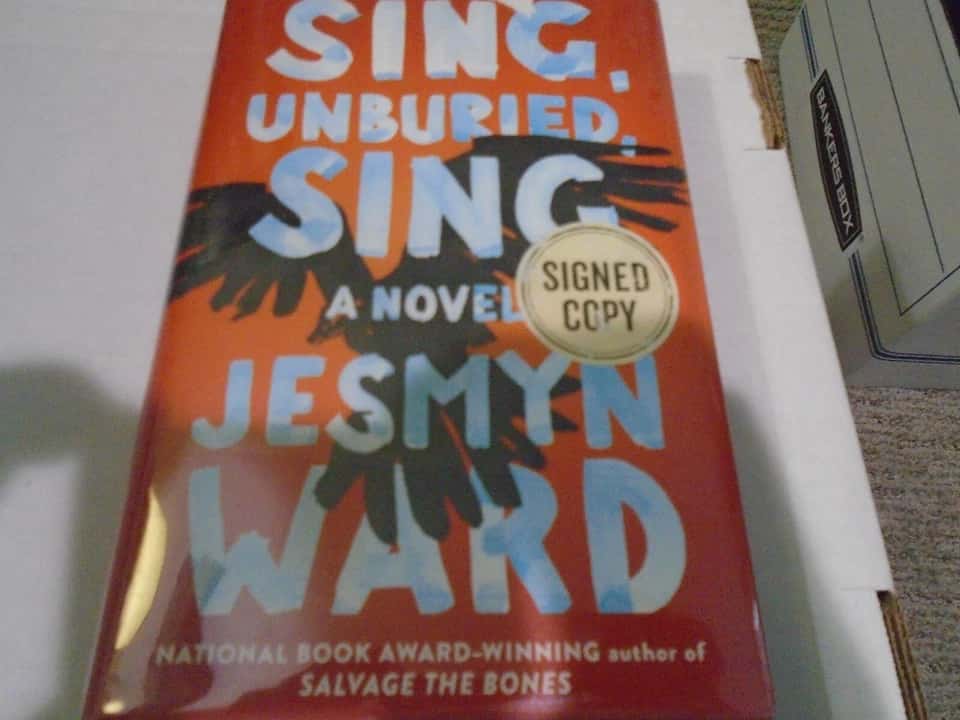 SING,
UNBURIED,
SING
A NOVEL
SIGNED
COPY
JESMYN
WARD
NATIONAL BOOK AWARD-WINNING author of
SALVAGE THE BONES
BANKERS BOX